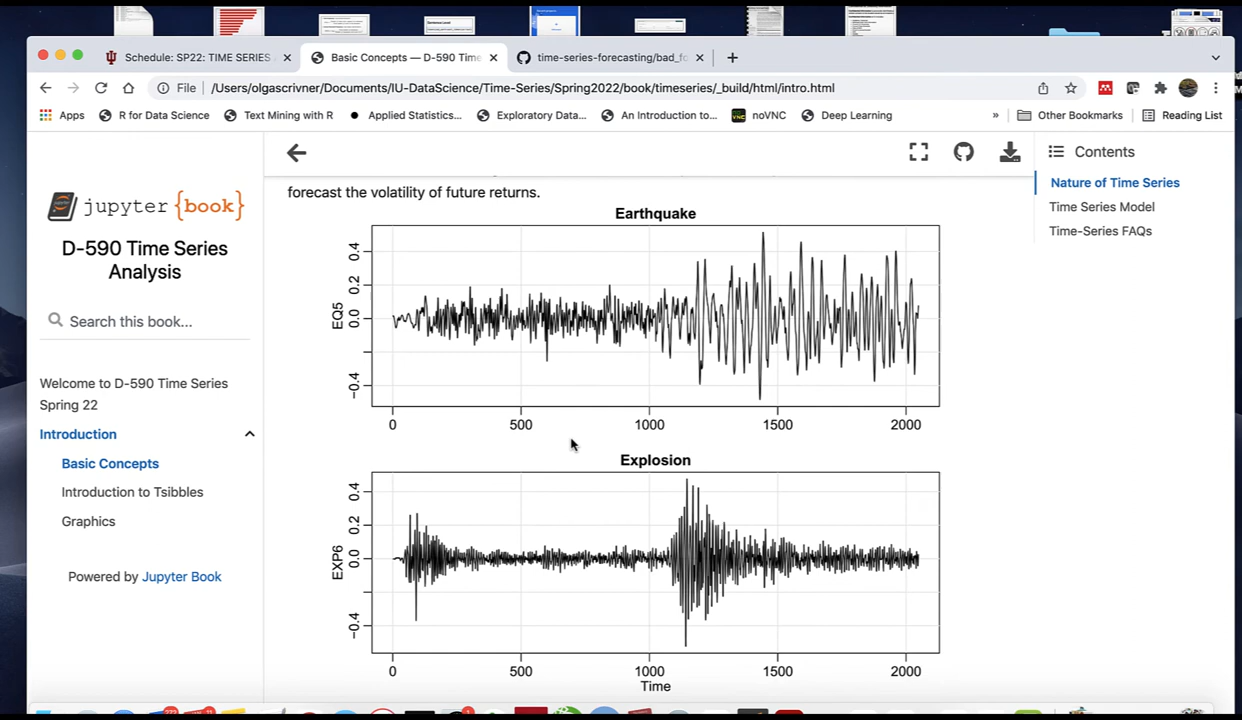 Schedule: SP22: TIME SERIES
Basic Concepts — D-590 Time
time-series-forecasting/bad_fo
File
/Users/olgascrivner/Documents/IU-DataScience/Time-Series/Spring2022/book/timeseries/_build/html/intro.html
Apps
R for Data Science
Text Mining with R
Applied Statistics...
Exploratory Data...
An Introduction to...
noVNC
Deep Learning
»
Other Bookmarks
Reading List
jupyter {book}
D-590 Time Series
Analysis
Search this book...
Welcome to D-590 Time Series
Spring 22
Introduction
Basic Concepts
Introduction to Tsibbles
Graphics
Powered by Jupyter Book
forecast the volatility of future returns.
Earthquake
EQ5
0.4
0.2
0.0
−0.4
0 500 1000 1500 2000
Explosion
EXP6
0.4
0.2
0.0
−0.4
0 500 1000 1500 2000
Time
Contents
Nature of Time Series
Time Series Model
Time-Series FAQs